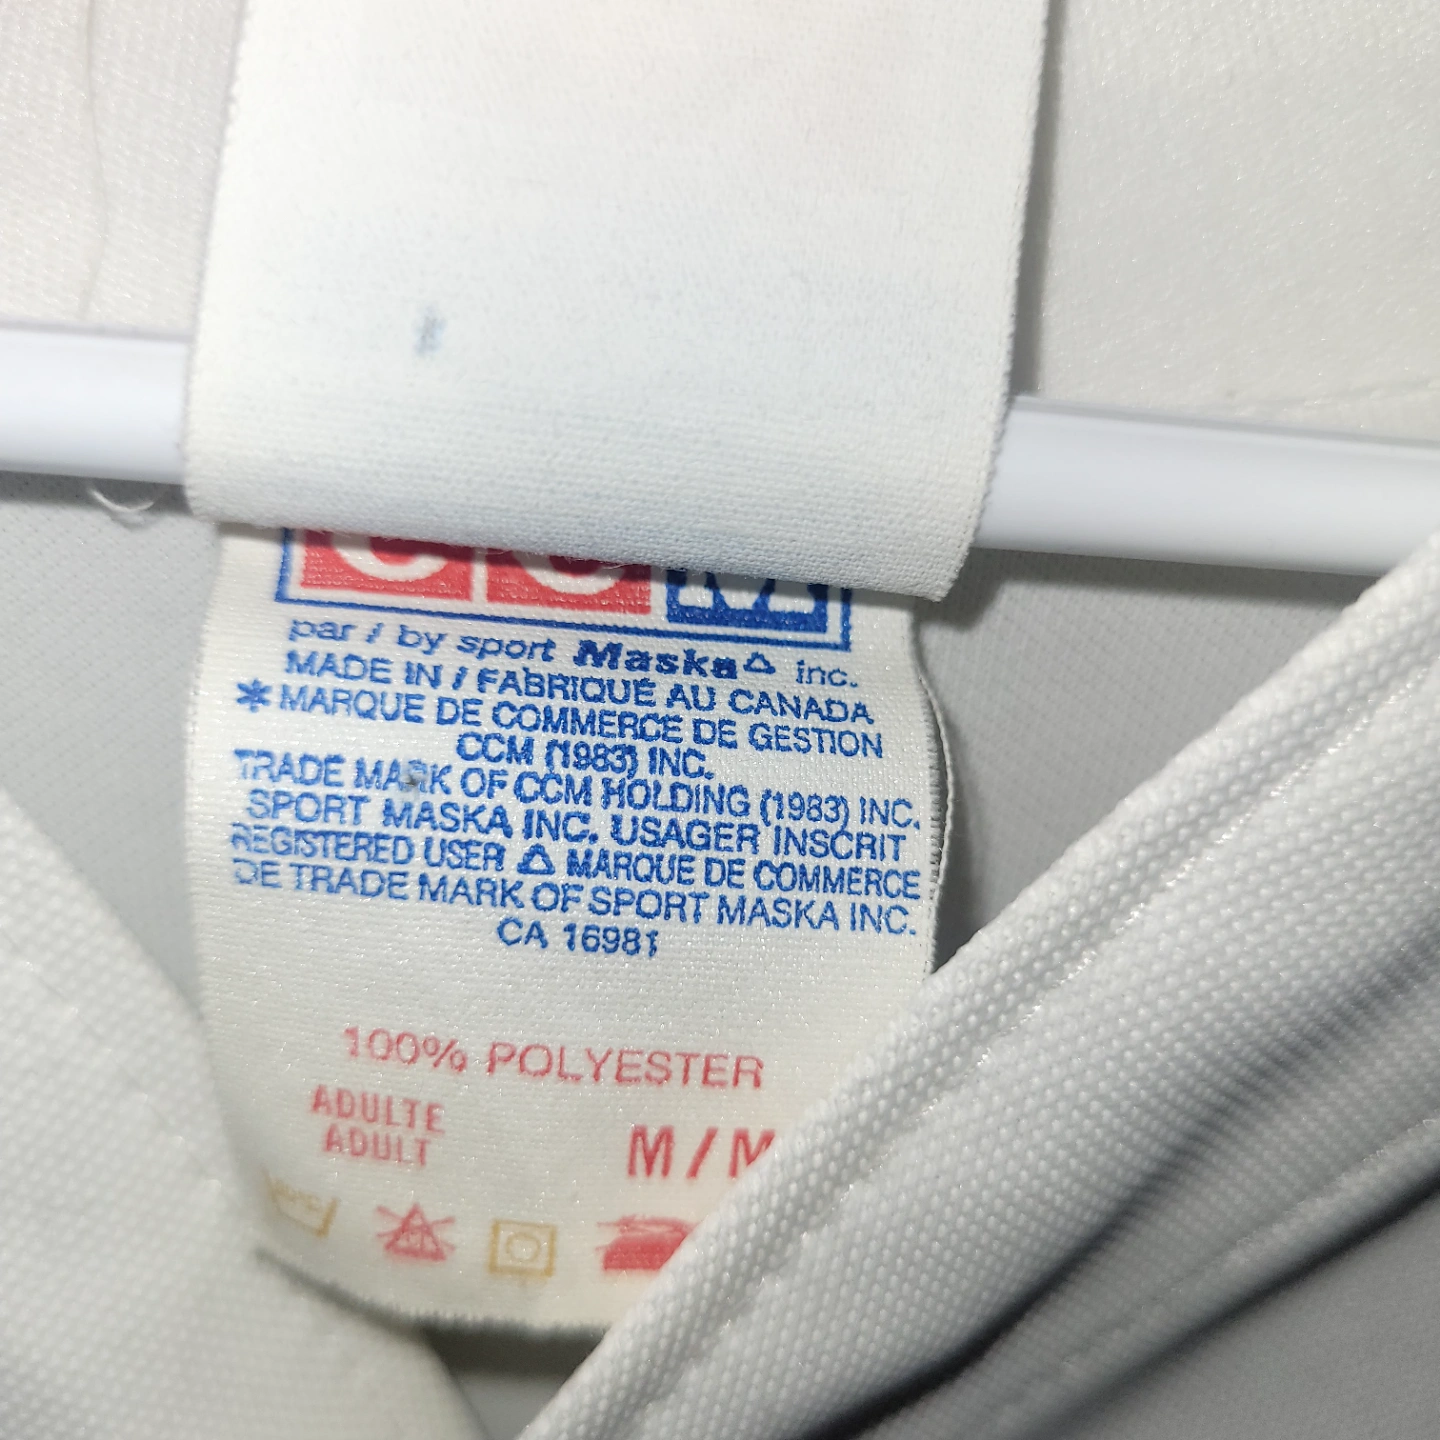 CCM
par / by sport Maska△ inc.
MADE IN / FABRIQUÉ AU CANADA
* MARQUE DE COMMERCE DE GESTION
CCM (1983) INC.
TRADE MARK OF CCM HOLDING (1983) INC.
SPORT MASKA INC. USAGER INSCRIT
REGISTERED USER △ MARQUE DE COMMERCE
DE TRADE MARK OF SPORT MASKA INC.
CA 16981
100% POLYESTER
ADULTE
ADULT
M / M